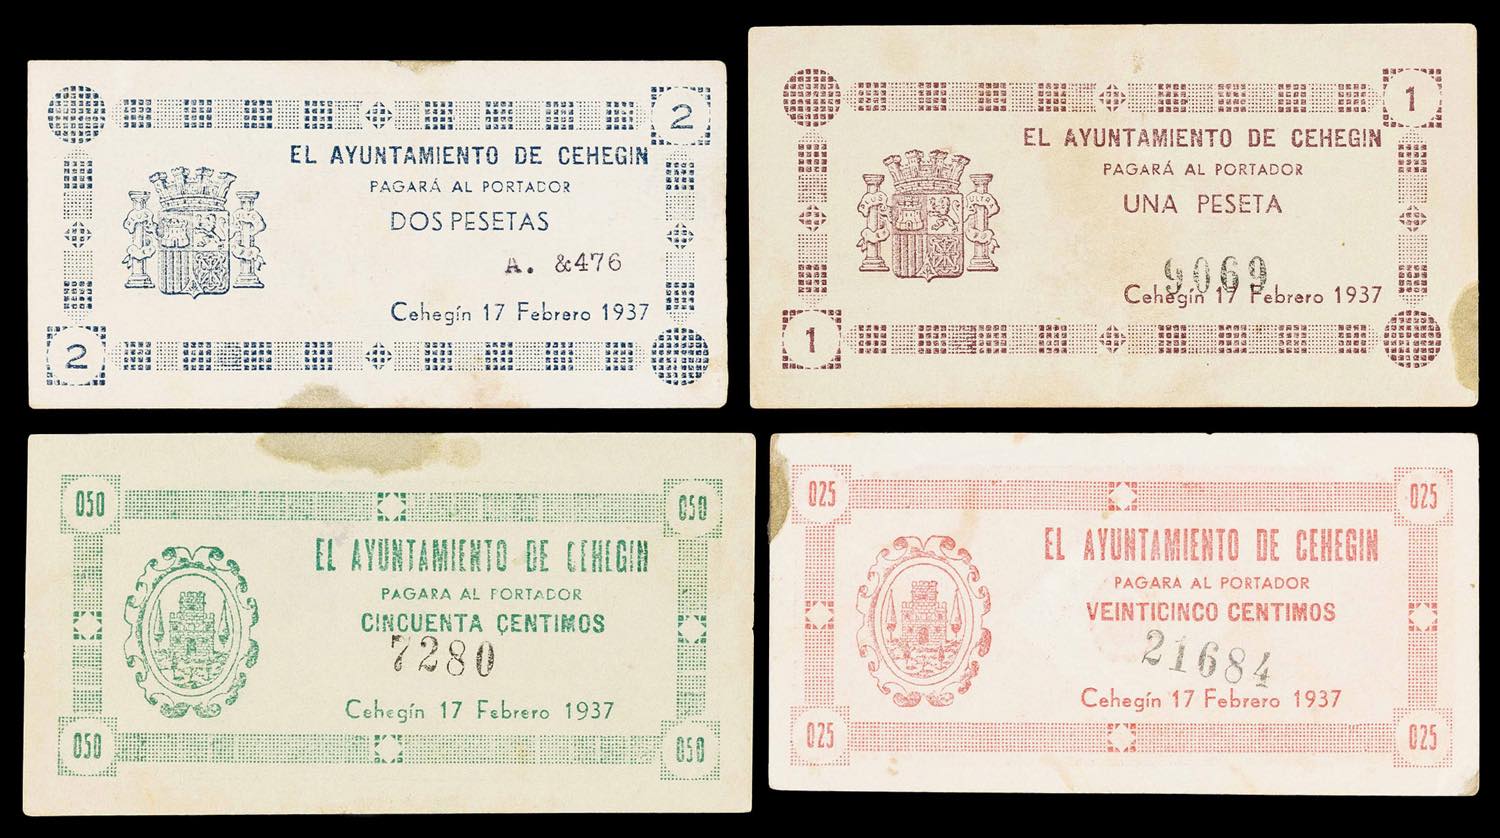 2
EL AYUNTAMIENTO DE CEHEGIN
PAGARÁ AL PORTADOR
DOS PESETAS
A. &476
Cehegín 17 Febrero 1937
2
1
EL AYUNTAMIENTO DE CEHEGIN
PAGARÁ AL PORTADOR
UNA PESETA
9069
Cehegín 17 Febrero 1937
1
050
050
EL AYUNTAMIENTO DE CEHEGIN
PAGARA AL PORTADOR
CINCUENTA CENTIMOS
7280
Cehegín 17 Febrero 1937
050
050
025
025
EL AYUNTAMIENTO DE CEHEGIN
PAGARA AL PORTADOR
VEINTICINCO CENTIMOS
21684
Cehegín 17 Febrero 1937
025
025